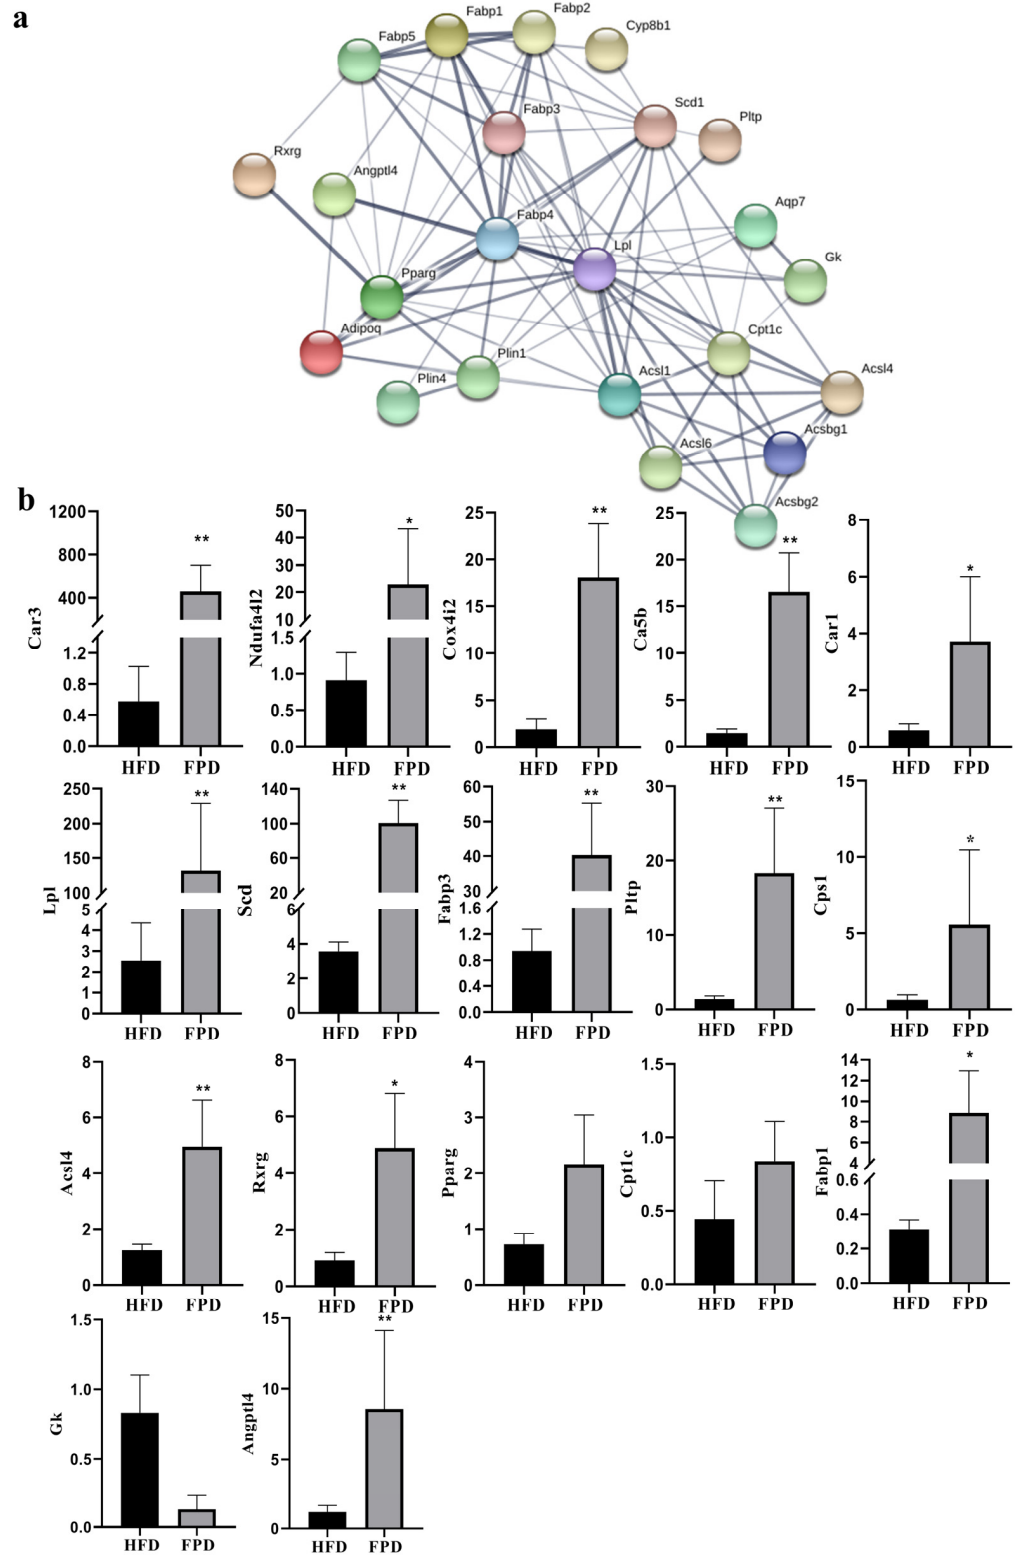 a
Fabp1
Fabp2
Cyp8b1
Fabp5
Fabp3
Scd1
Pltp
Rxrg
Angptl4
Fabp4
Aqp7
Lpl
Gk
Pparg
Adipoq
Cpt1c
Plin1
Plin4
Acsl1
Acsl4
Acsbg1
Acsl6
Acsbg2
b
Car3
1200
800
400
1.2
0.8
0.4
0.0
**
HFD FPD
Ndufa4l2
50
40
30
20
10
1.5
1.0
0.5
0.0
*
HFD FPD
Cox4i2
25
20
15
10
5
0
**
HFD FPD
Ca5b
25
20
15
10
5
0
**
HFD FPD
Car1
8
6
4
2
0
*
HFD FPD
Lpl
250
200
150
100
5
4
3
2
1
0
**
HFD FPD
Scd
140
120
100
80
60
20
6
4
2
0
**
HFD FPD
Fabp3
60
50
40
30
1.6
1.2
0.8
0.4
0.0
**
HFD FPD
Pltp
30
20
10
0
**
HFD FPD
Cps1
15
10
5
0
*
HFD FPD
Acsl4
8
6
4
2
0
**
HFD FPD
Rxrg
8
6
4
2
0
*
HFD FPD
Pparg
4
3
2
1
0
HFD FPD
Cpt1c
1.5
1.0
0.5
0.0
HFD FPD
Fabp1
14
12
10
8
6
4
0.6
0.4
0.2
0.0
*
HFD FPD
Gk
1.5
1.0
0.5
0.0
HFD FPD
Angptl4
15
10
5
0
**
HFD FPD